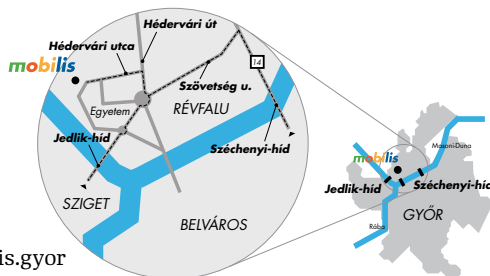 Hédervári út
Hédervári utca
mobilis
14
Szövetség u.
Egyetem
RÉVFALU
Jedlik-híd
Széchenyi-híd
SZIGET
BELVÁROS
is.gyor
Mosoni-Duna
mobilis
Jedlik-híd
Széchenyi-híd
GYŐR
Rába